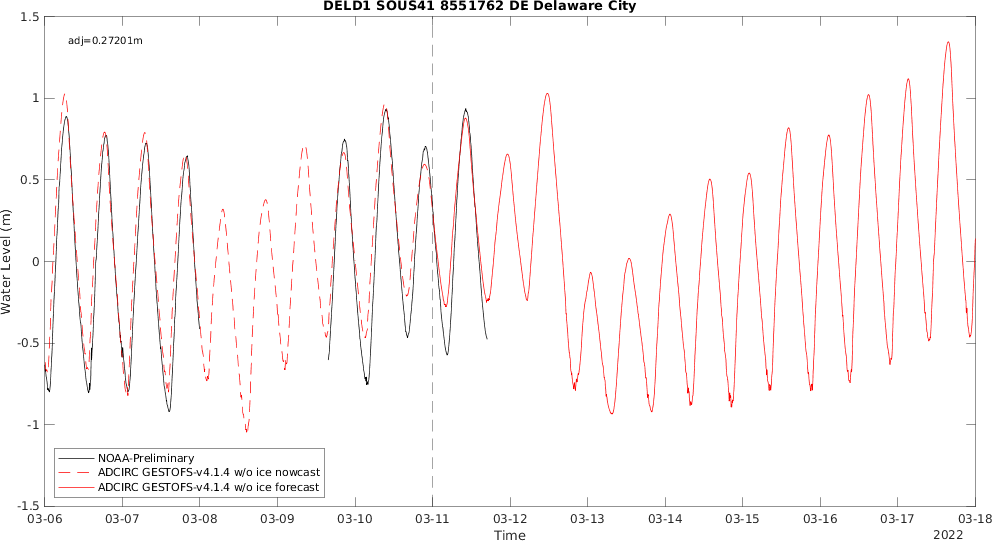 DELD1 SOUS41 8551762 DE Delaware City
adj=0.27201m
Water Level (m)
1.5
1
0.5
0
-0.5
-1
-1.5
NOAA-Preliminary
ADCIRC GESTOFS-v4.1.4 w/o ice nowcast
ADCIRC GESTOFS-v4.1.4 w/o ice forecast
03-06 03-07 03-08 03-09 03-10 03-11 03-12 03-13 03-14 03-15 03-16 03-17 03-18
Time
2022